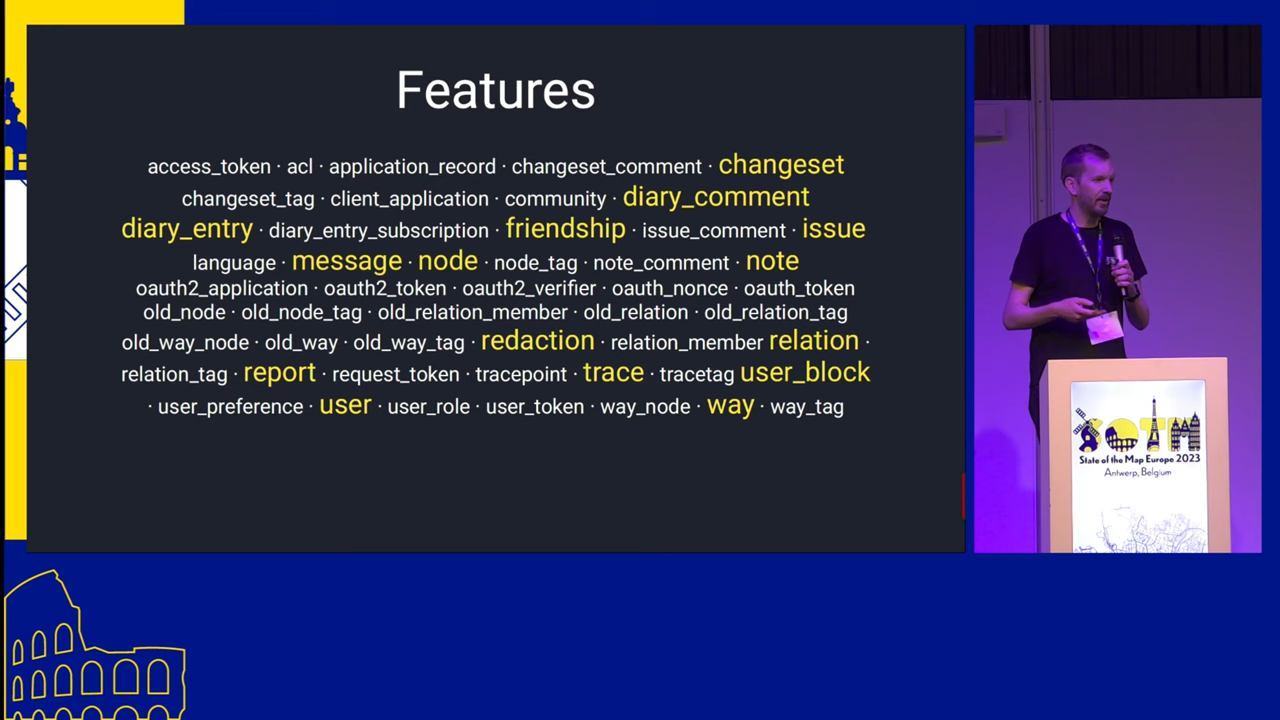 Features
access_token · acl · application_record · changeset_comment · changeset
changeset_tag · client_application · community · diary_comment
diary_entry · diary_entry_subscription · friendship · issue_comment · issue
language · message · node · node_tag · note_comment · note
oauth2_application · oauth2_token · oauth2_verifier · oauth_nonce · oauth_token
old_node · old_node_tag · old_relation_member · old_relation · old_relation_tag
old_way_node · old_way · old_way_tag · redaction · relation_member relation ·
relation_tag · report · request_token · tracepoint · trace · tracetag user_block
· user_preference · user · user_role · user_token · way_node · way · way_tag
SOTM
State of the Map Europe 2023
Antwerp, Belgium